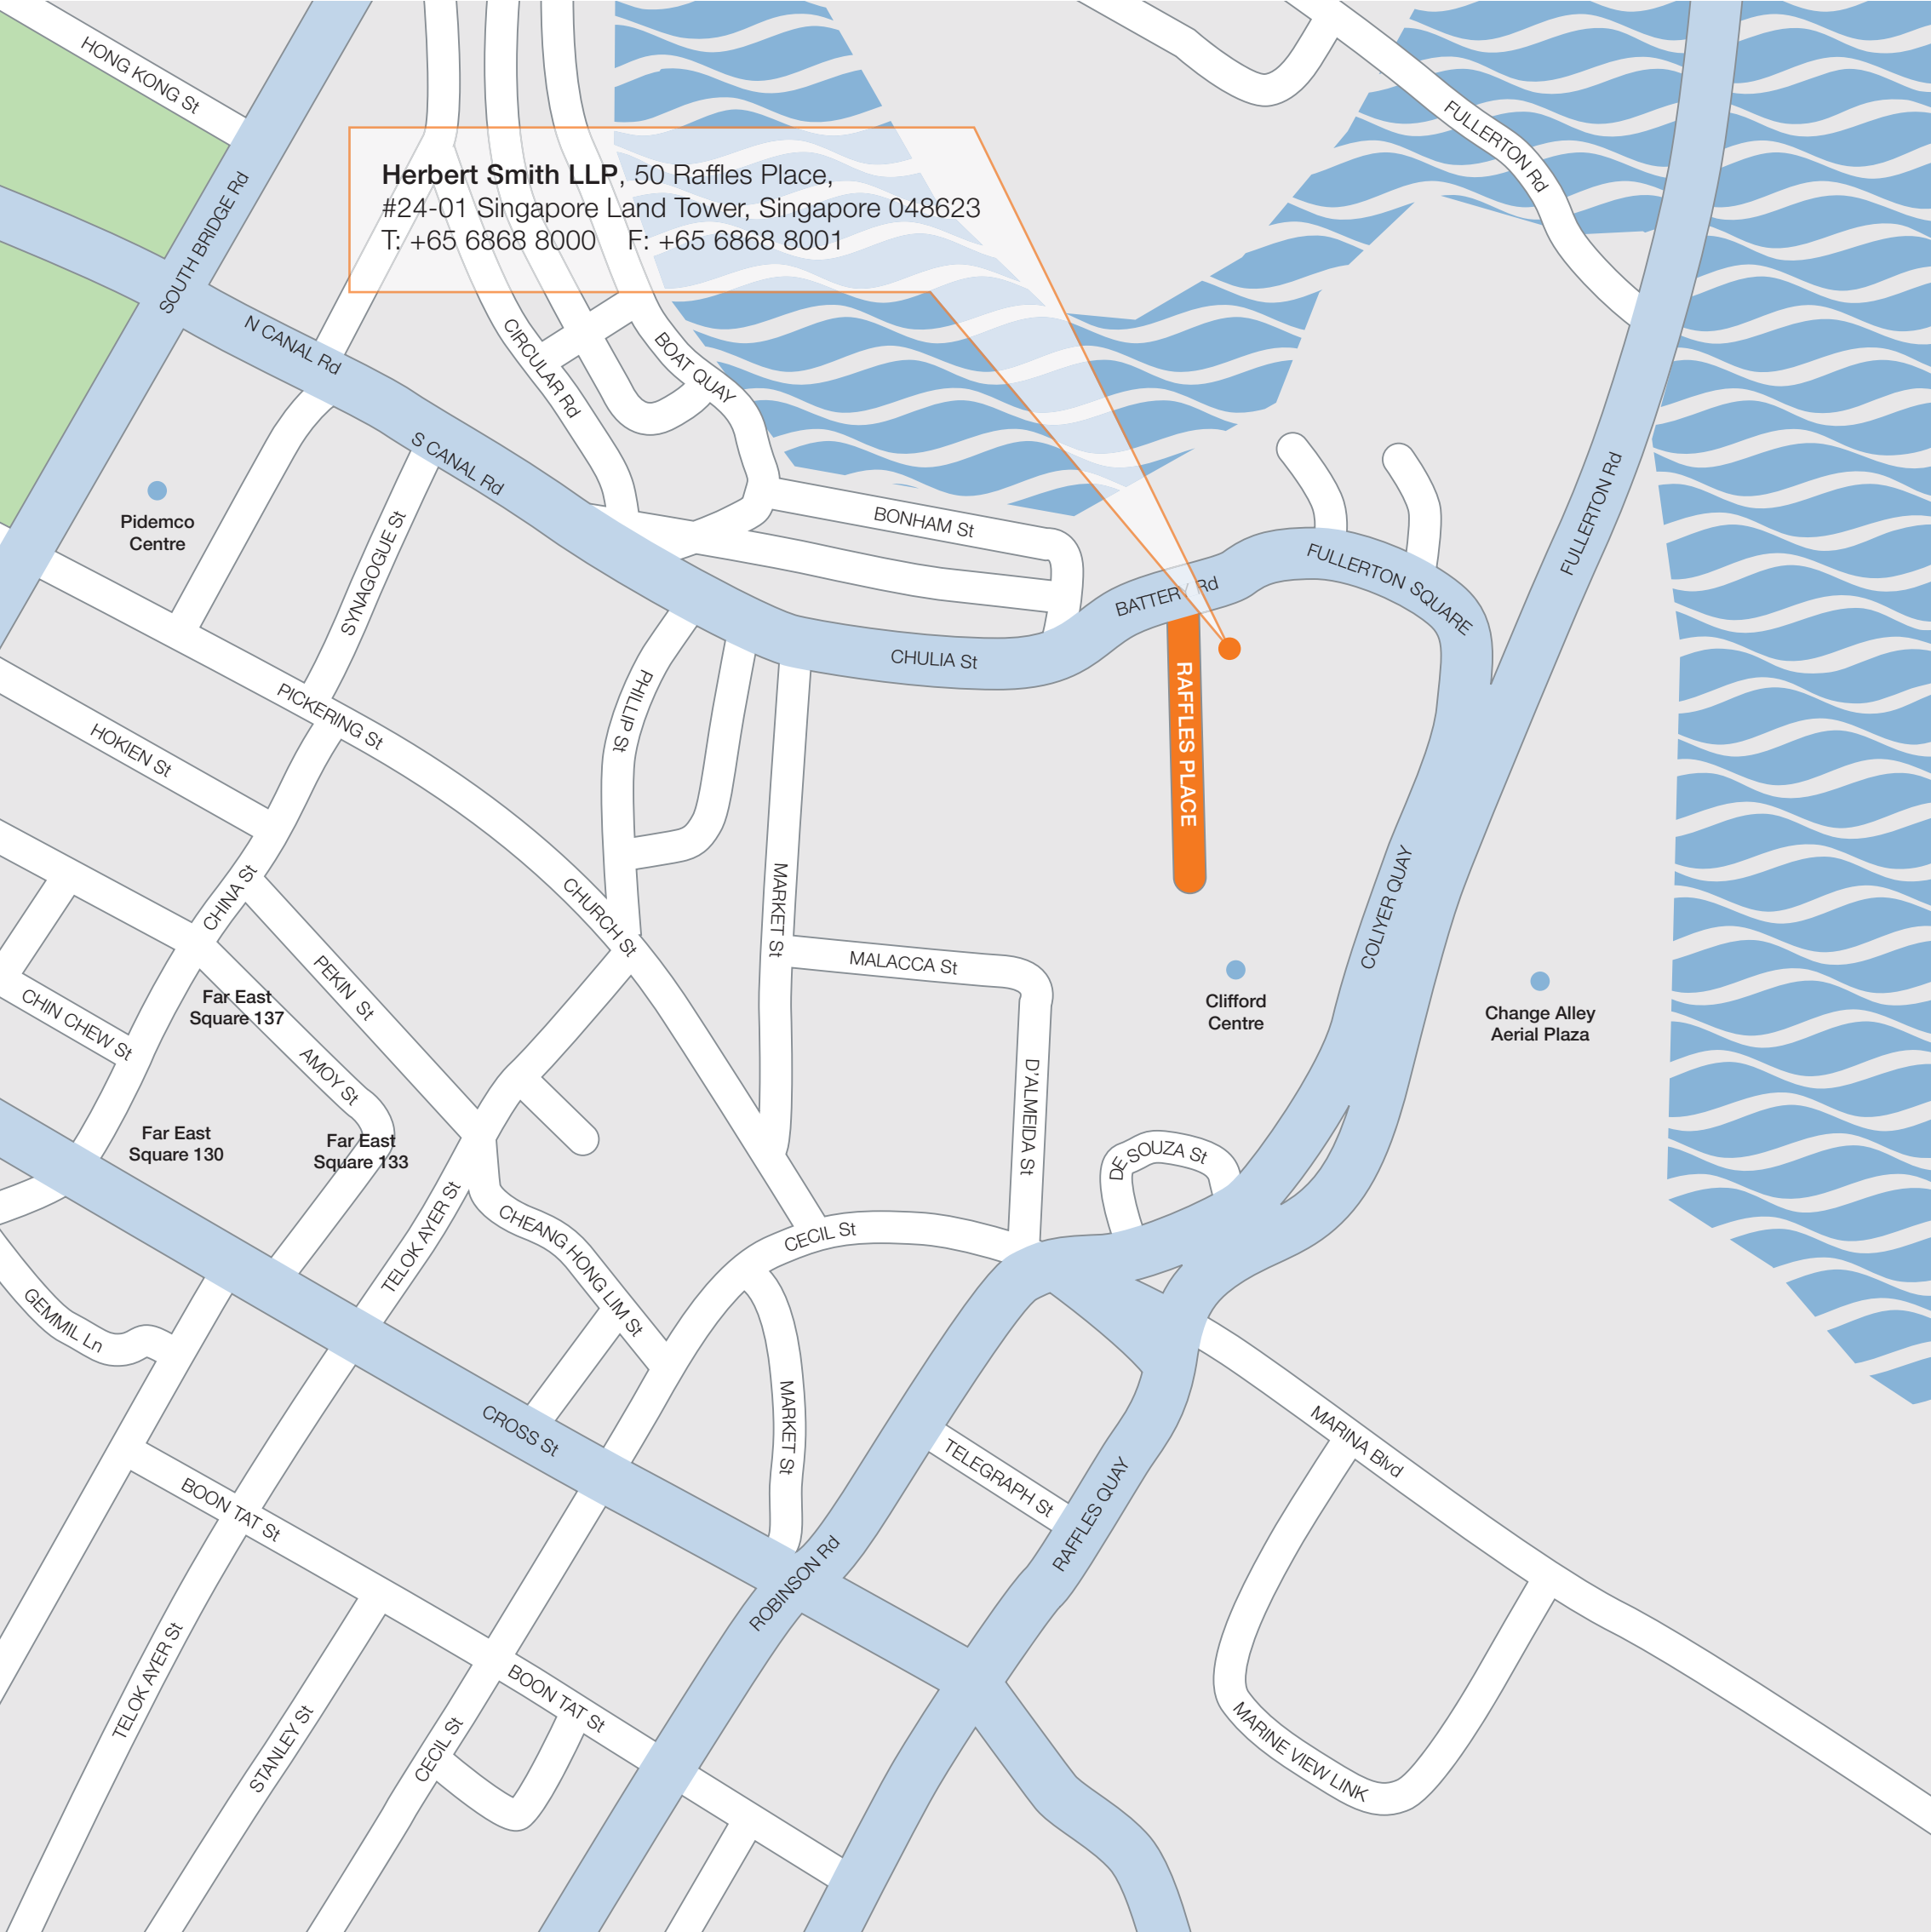 HONG KONG St
SOUTH BRIDGE Rd
FULLERTON Rd
Herbert Smith LLP, 50 Raffles Place,
#24-01 Singapore Land Tower, Singapore 048623
T: +65 6868 8000 F: +65 6868 8001
N CANAL Rd
CIRCULAR Rd
BOAT QUAY
S CANAL Rd
FULLERTON Rd
Pidemco
Centre
SYNAGOGUE St
BONHAM St
BATTERY Rd
FULLERTON SQUARE
CHULIA St
PHILLIP St
PICKERING St
HOKIEN St
RAFFLES PLACE
CHINA St
CHURCH St
MARKET St
MALACCA St
COLIYER QUAY
PEKIN St
Far East
Square 137
CHIN CHEW St
AMOY St
Clifford
Centre
Change Alley
Aerial Plaza
Far East
Square 130
Far East
Square 133
D'ALMEIDA St
DE SOUZA St
TELOK AYER St
CHEANG HONG LIM St
CECIL St
GEMMIL Ln
CROSS St
MARKET St
TELEGRAPH St
RAFFLES QUAY
MARINA Blvd
BOON TAT St
ROBINSON Rd
TELOK AYER St
STANLEY St
CECIL St
BOON TAT St
MARINE VIEW LINK